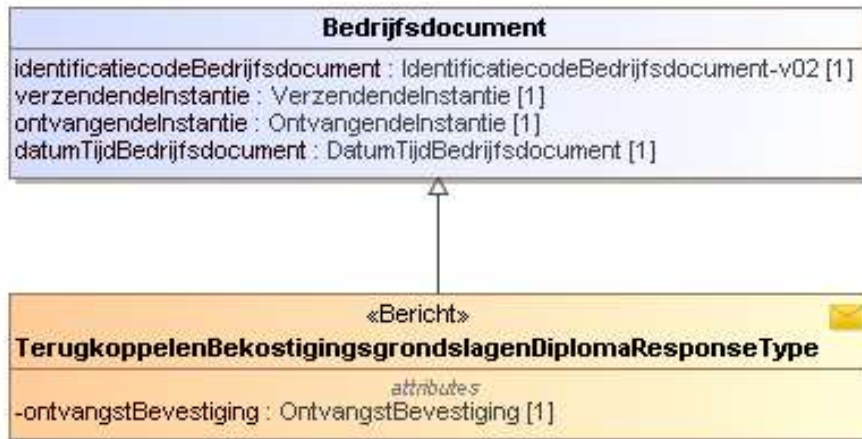 Bedrijfsdocument
identificatiecodeBedrijfsdocument : IdentificatiecodeBedrijfsdocument-v02 [1]
verzendendeInstantie : VerzendendeInstantie [1]
ontvangendeInstantie : OntvangendeInstantie [1]
datumTijdBedrijfsdocument : DatumTijdBedrijfsdocument [1]
«Bericht»
TerugkoppelenBekostigingsgrondslagenDiplomaResponseType
attributes
-ontvangstBevestiging : OntvangstBevestiging [1]